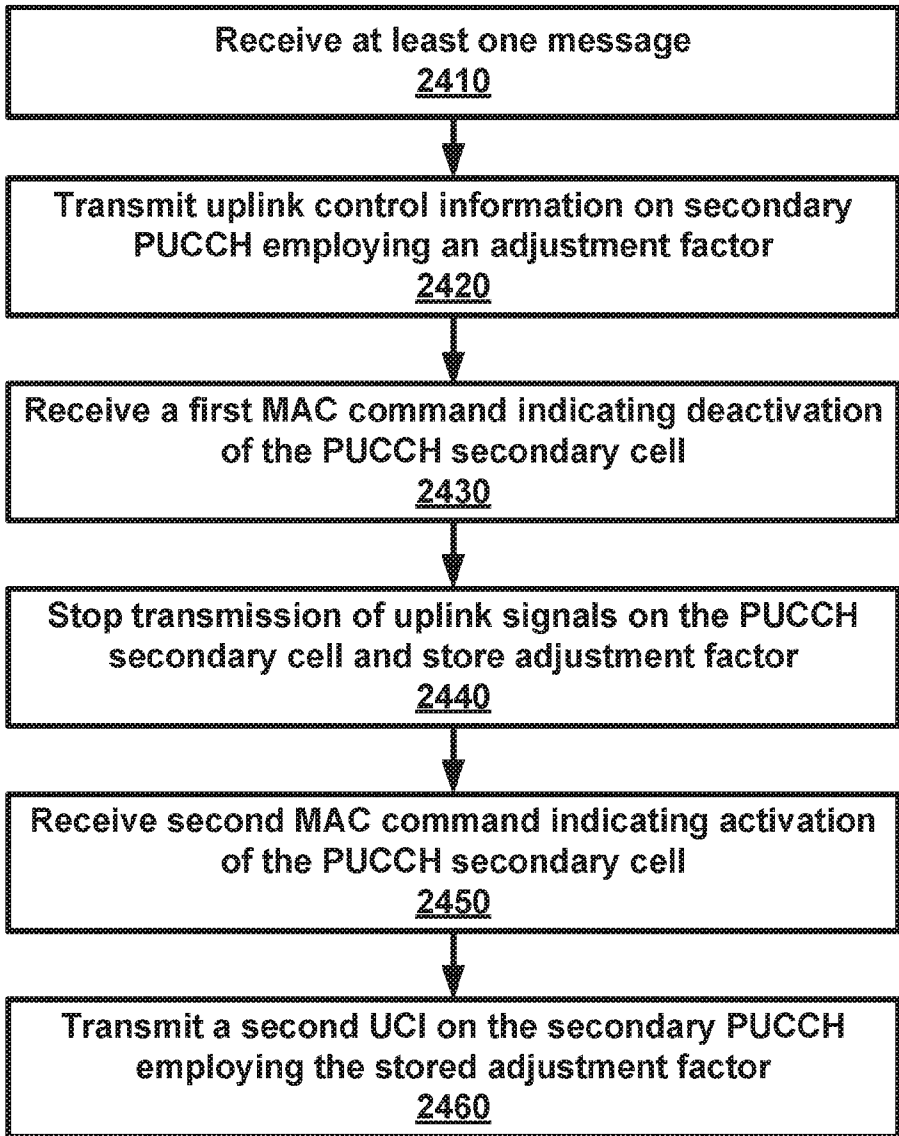 Receive at least one message
2410
Transmit uplink control information on secondary
PUCCH employing an adjustment factor
2420
Receive a first MAC command indicating deactivation
of the PUCCH secondary cell
2430
Stop transmission of uplink signals on the PUCCH
secondary cell and store adjustment factor
2440
Receive second MAC command indicating activation
of the PUCCH secondary cell
2450
Transmit a second UCI on the secondary PUCCH
employing the stored adjustment factor
2460